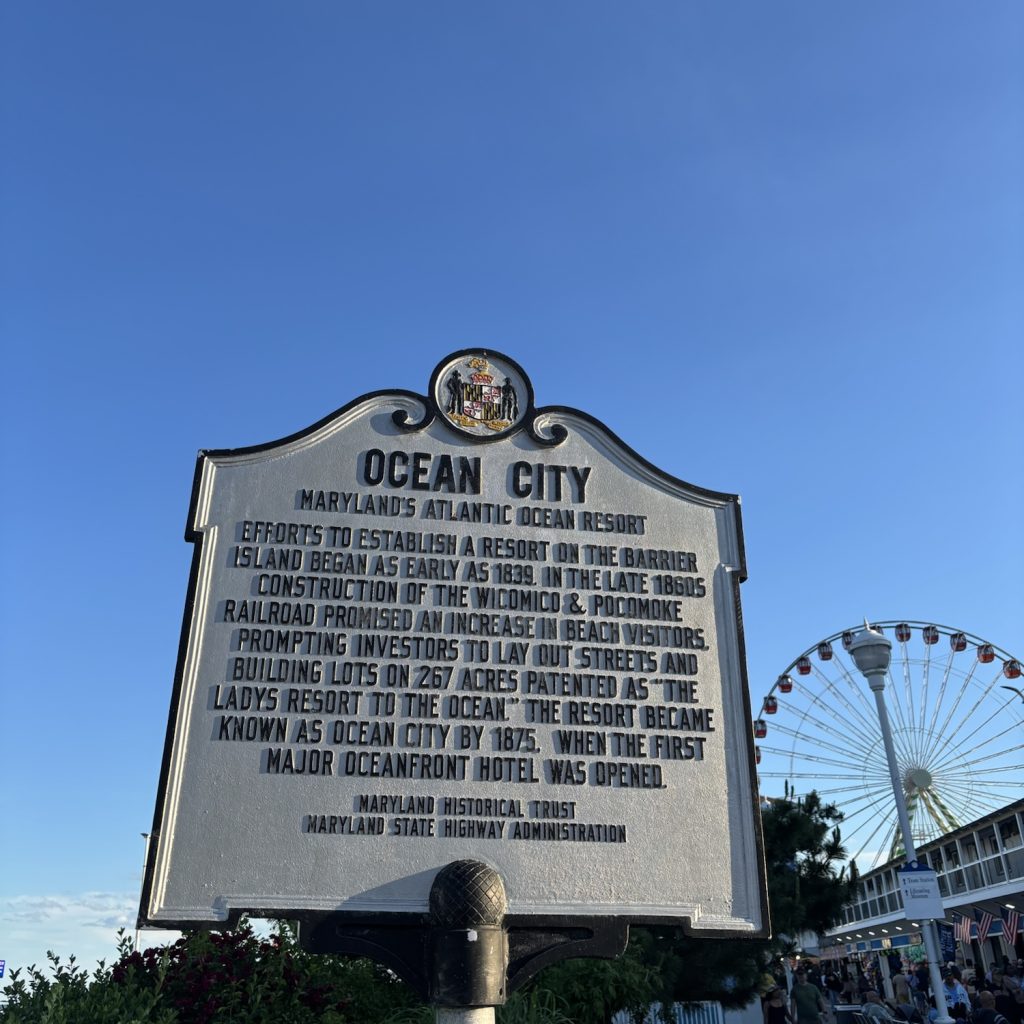 OCEAN CITY
MARYLAND'S ATLANTIC OCEAN RESORT
EFFORTS TO ESTABLISH A RESORT ON THE BARRIER
ISLAND BEGAN AS EARLY AS 1839. IN THE LATE 1860S
CONSTRUCTION OF THE WICOMICO & POCOMOKE
RAILROAD PROMISED AN INCREASE IN BEACH VISITORS,
PROMPTING INVESTORS TO LAY OUT STREETS AND
BUILDING LOTS ON 267 ACRES PATENTED AS "THE
LADYS RESORT TO THE OCEAN" THE RESORT BECAME
KNOWN AS OCEAN CITY BY 1875, WHEN THE FIRST
MAJOR OCEANFRONT HOTEL WAS OPENED.
MARYLAND HISTORICAL TRUST
MARYLAND STATE HIGHWAY ADMINISTRATION
Tram Station
Lifesaving
Museum